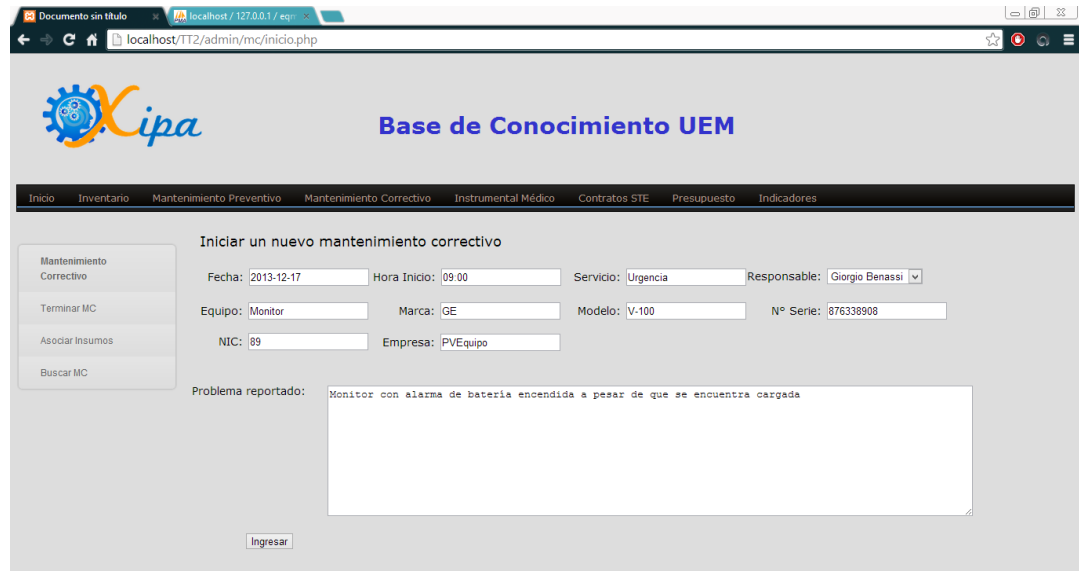 Documento sin título
localhost / 127.0.0.1 / eqr
localhost/TT2/admin/mc/inicio.php
Xipa
Base de Conocimiento UEM
Inicio Inventario Mantenimiento Preventivo Mantenimiento Correctivo Instrumental Médico Contratos STE Presupuesto Indicadores
Mantenimiento
Correctivo
Terminar MC
Asociar Insumos
Buscar MC
Iniciar un nuevo mantenimiento correctivo
Fecha: 2013-12-17 Hora Inicio: 09:00 Servicio: Urgencia Responsable: Giorgio Benassi
Equipo: Monitor Marca: GE Modelo: V-100 Nº Serie: 876338908
NIC: 89 Empresa: PVEquipo
Problema reportado: Monitor con alarma de batería encendida a pesar de que se encuentra cargada
Ingresar